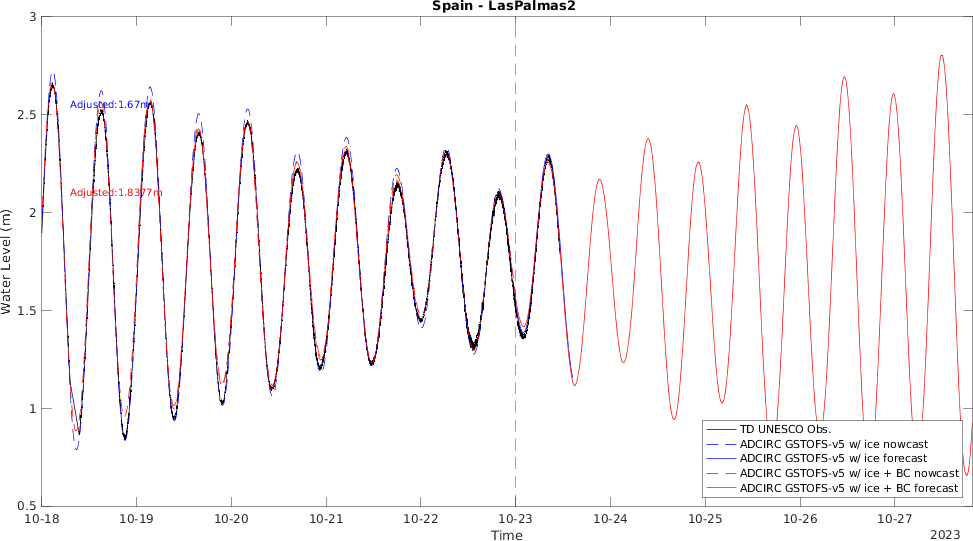 Spain - LasPalmas2
3
2.5
2
1.5
1
0.5
Water Level (m)
Adjusted:1.67m
Adjusted:1.8377m
TD UNESCO Obs.
ADCIRC GSTOFS-v5 w/ ice nowcast
ADCIRC GSTOFS-v5 w/ ice forecast
ADCIRC GSTOFS-v5 w/ ice + BC nowcast
ADCIRC GSTOFS-v5 w/ ice + BC forecast
10-18 10-19 10-20 10-21 10-22 10-23 10-24 10-25 10-26 10-27
Time
2023